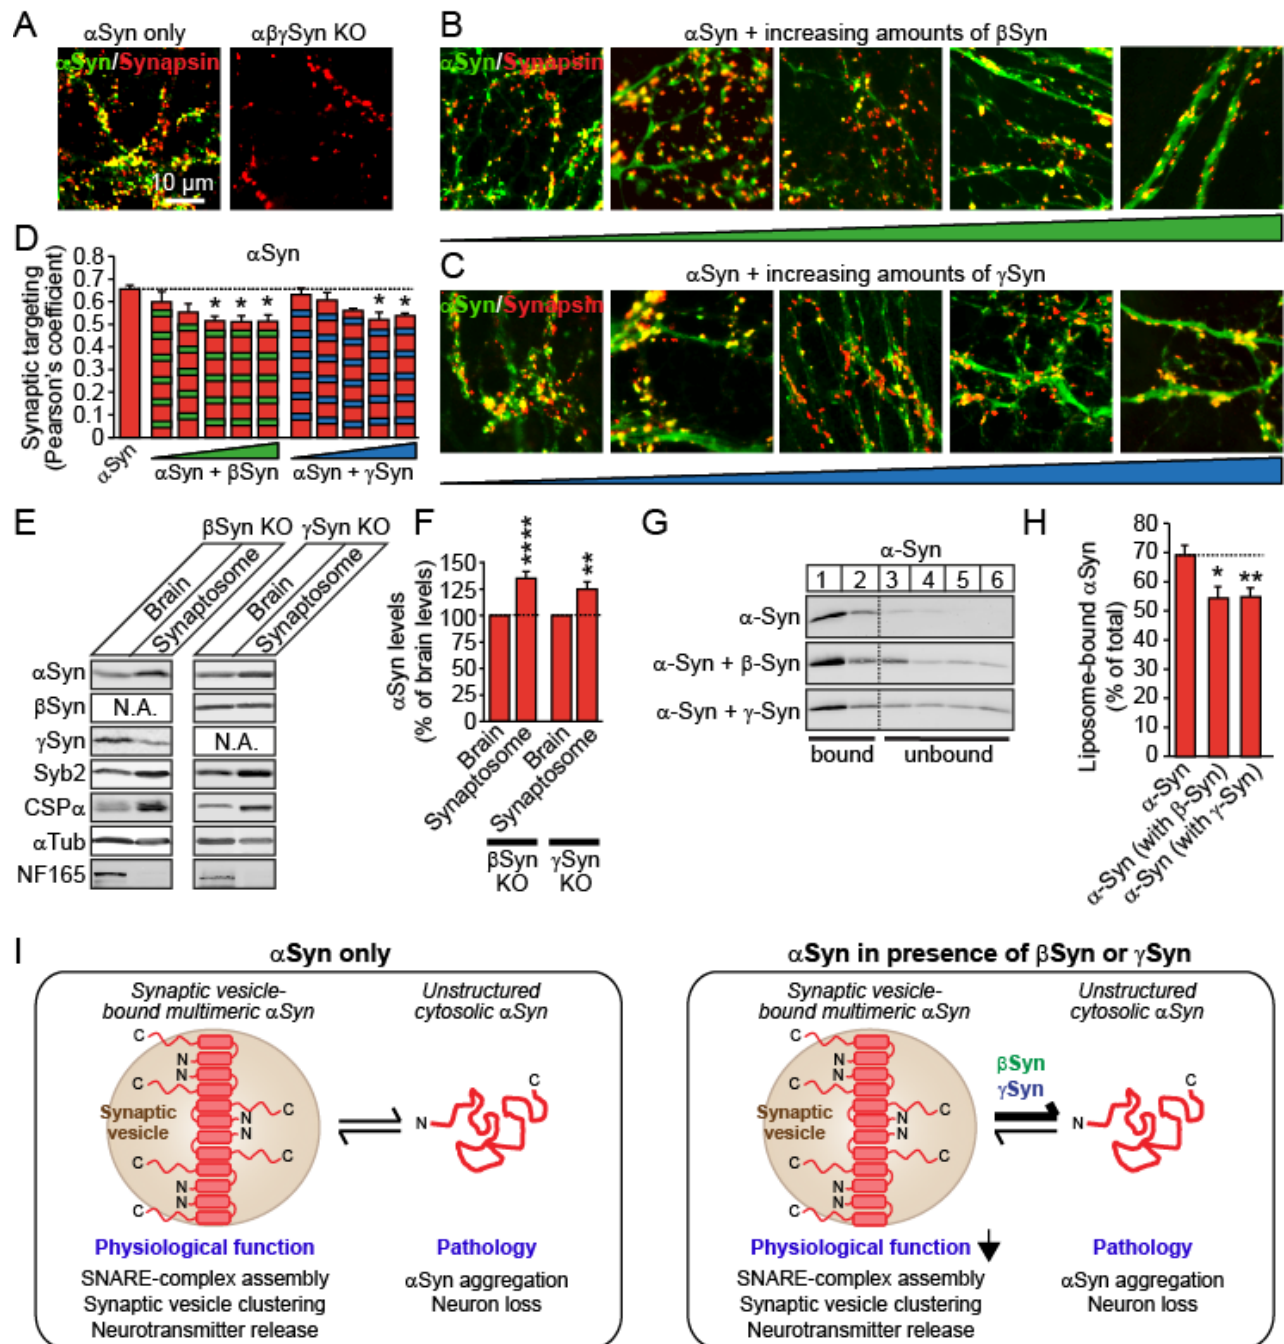 A
αSyn only
αβγSyn KO
αSyn/Synapsin
10 μm
B
αSyn + increasing amounts of βSyn
αSyn/Synapsin
C
αSyn + increasing amounts of γSyn
αSyn/Synapsin
D
αSyn
Synaptic targeting
(Pearson's coefficient)
0.8
0.7
0.6
0.5
0.4
0.3
0.2
0.1
0
* * *
* *
αSyn
αSyn + βSyn
αSyn + γSyn
E
βSyn KO
γSyn KO
Brain
Synaptosome
Brain
Synaptosome
αSyn
βSyn
N.A.
γSyn
N.A.
Syb2
CSPα
αTub
NF165
F
αSyn levels
(% of brain levels)
150
125
100
75
50
25
0
****
**
Brain
Synaptosome
Brain
Synaptosome
βSyn
KO
γSyn
KO
G
α-Syn
1 2 3 4 5 6
α-Syn
α-Syn + β-Syn
α-Syn + γ-Syn
bound
unbound
H
Liposome-bound αSyn
(% of total)
80
70
60
50
40
30
20
10
0
*
**
α-Syn
α-Syn (with β-Syn)
α-Syn (with γ-Syn)
I
αSyn only
Synaptic vesicle-
bound multimeric αSyn
Unstructured
cytosolic αSyn
C
N
N
C
C
N
N
C
C
N
N
C
Synaptic
vesicle
N
C
Physiological function
SNARE-complex assembly
Synaptic vesicle clustering
Neurotransmitter release
Pathology
αSyn aggregation
Neuron loss
αSyn in presence of βSyn or γSyn
Synaptic vesicle-
bound multimeric αSyn
Unstructured
cytosolic αSyn
C
N
N
C
C
N
N
C
C
N
N
C
Synaptic
vesicle
βSyn
γSyn
N
C
Physiological function
SNARE-complex assembly
Synaptic vesicle clustering
Neurotransmitter release
Pathology
αSyn aggregation
Neuron loss